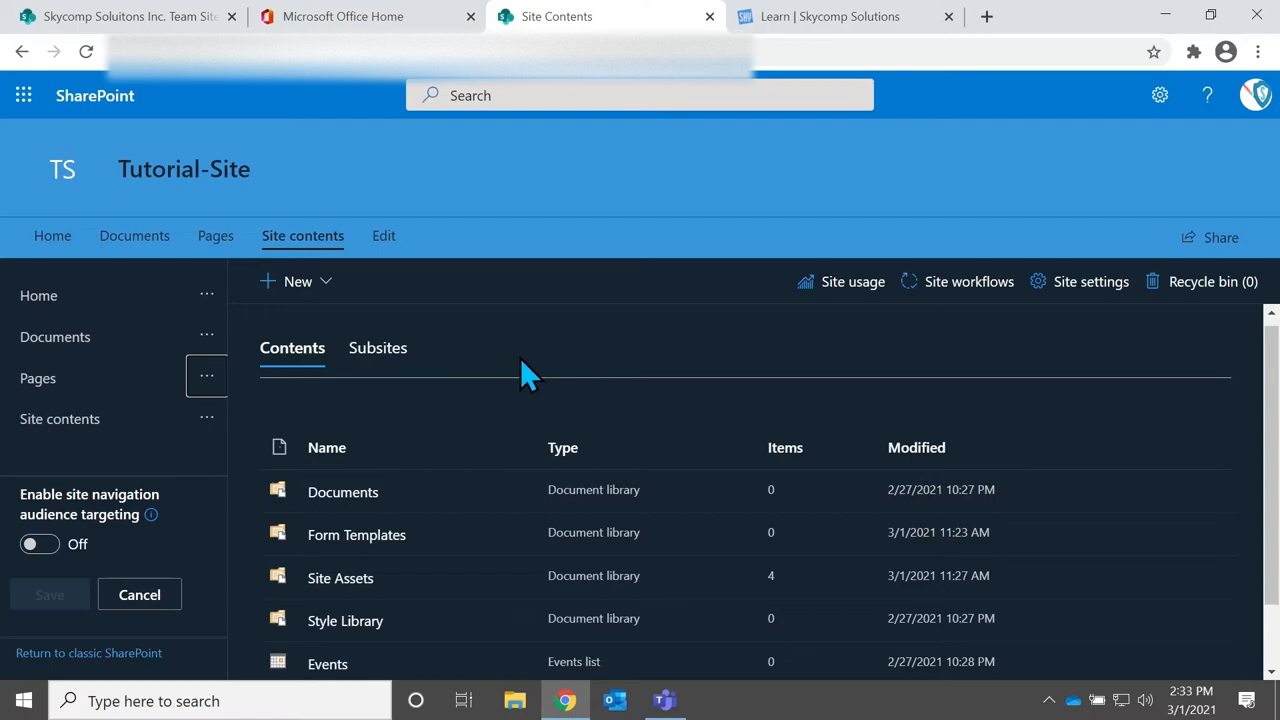 Skycomp Soluitons Inc. Team Site
Microsoft Office Home
Site Contents
Learn | Skycomp Solutions
SharePoint
Search
TS
Tutorial-Site
Home
Documents
Pages
Site contents
Edit
Share
Home
Documents
Pages
Site contents
Enable site navigation
audience targeting
Off
Save
Cancel
Return to classic SharePoint
New
Site usage
Site workflows
Site settings
Recycle bin (0)
Contents
Subsites
Name Type Items Modified
Documents Document library 0 2/27/2021 10:27 PM
Form Templates Document library 0 3/1/2021 11:23 AM
Site Assets Document library 4 3/1/2021 11:27 AM
Style Library Document library 0 2/27/2021 10:27 PM
Events Events list 0 2/27/2021 10:28 PM
Type here to search
2:33 PM
3/1/2021